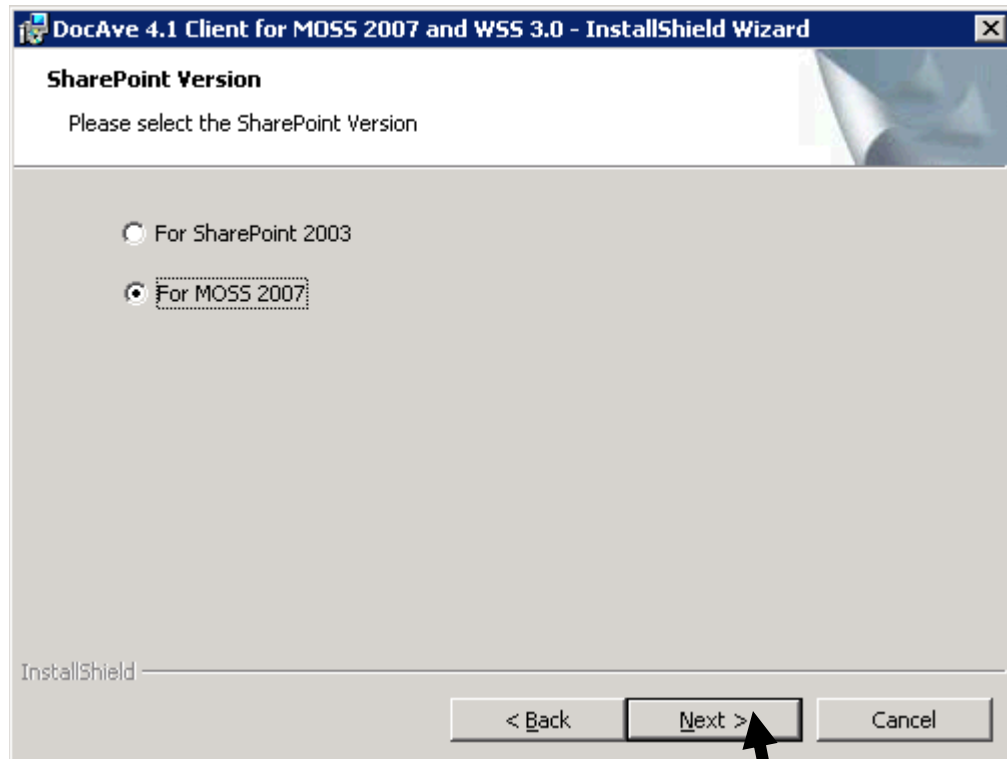 DocAve 4.1 Client for MOSS 2007 and WSS 3.0 - InstallShield Wizard
SharePoint Version
Please select the SharePoint Version
For SharePoint 2003
For MOSS 2007
InstallShield
< Back Next > Cancel